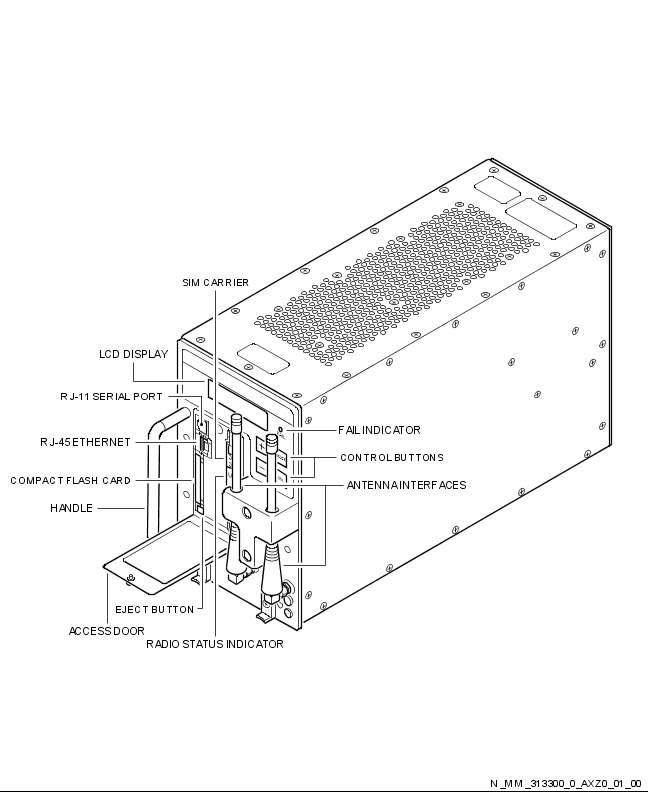 SIM CARRIER
LCD DISPLAY
RJ-11 SERIAL PORT
FAIL INDICATOR
RJ-45 ETHERNET
CONTROL BUTTONS
COMPACT FLASH CARD
ANTENNA INTERFACES
HANDLE
EJECT BUTTON
ACCESS DOOR
RADIO STATUS INDICATOR
N_MM_313300_0_AXZ0_01_00